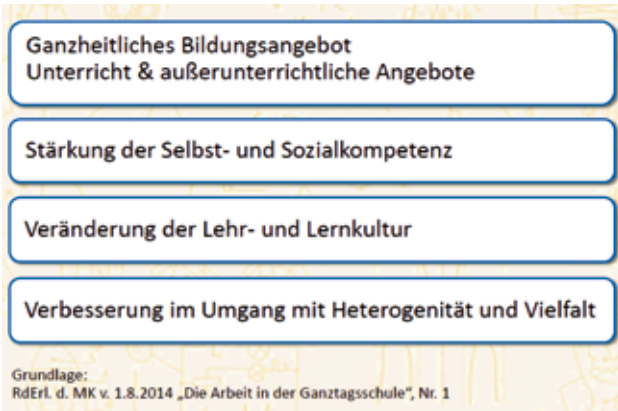 Ganzheitliches Bildungsangebot
Unterricht & außerunterrichtliche Angebote
Stärkung der Selbst- und Sozialkompetenz
Veränderung der Lehr- und Lernkultur
Verbesserung im Umgang mit Heterogenität und Vielfalt
Grundlage:
RdErl. d. MK v. 1.8.2014 „Die Arbeit in der Ganztagsschule“, Nr. 1